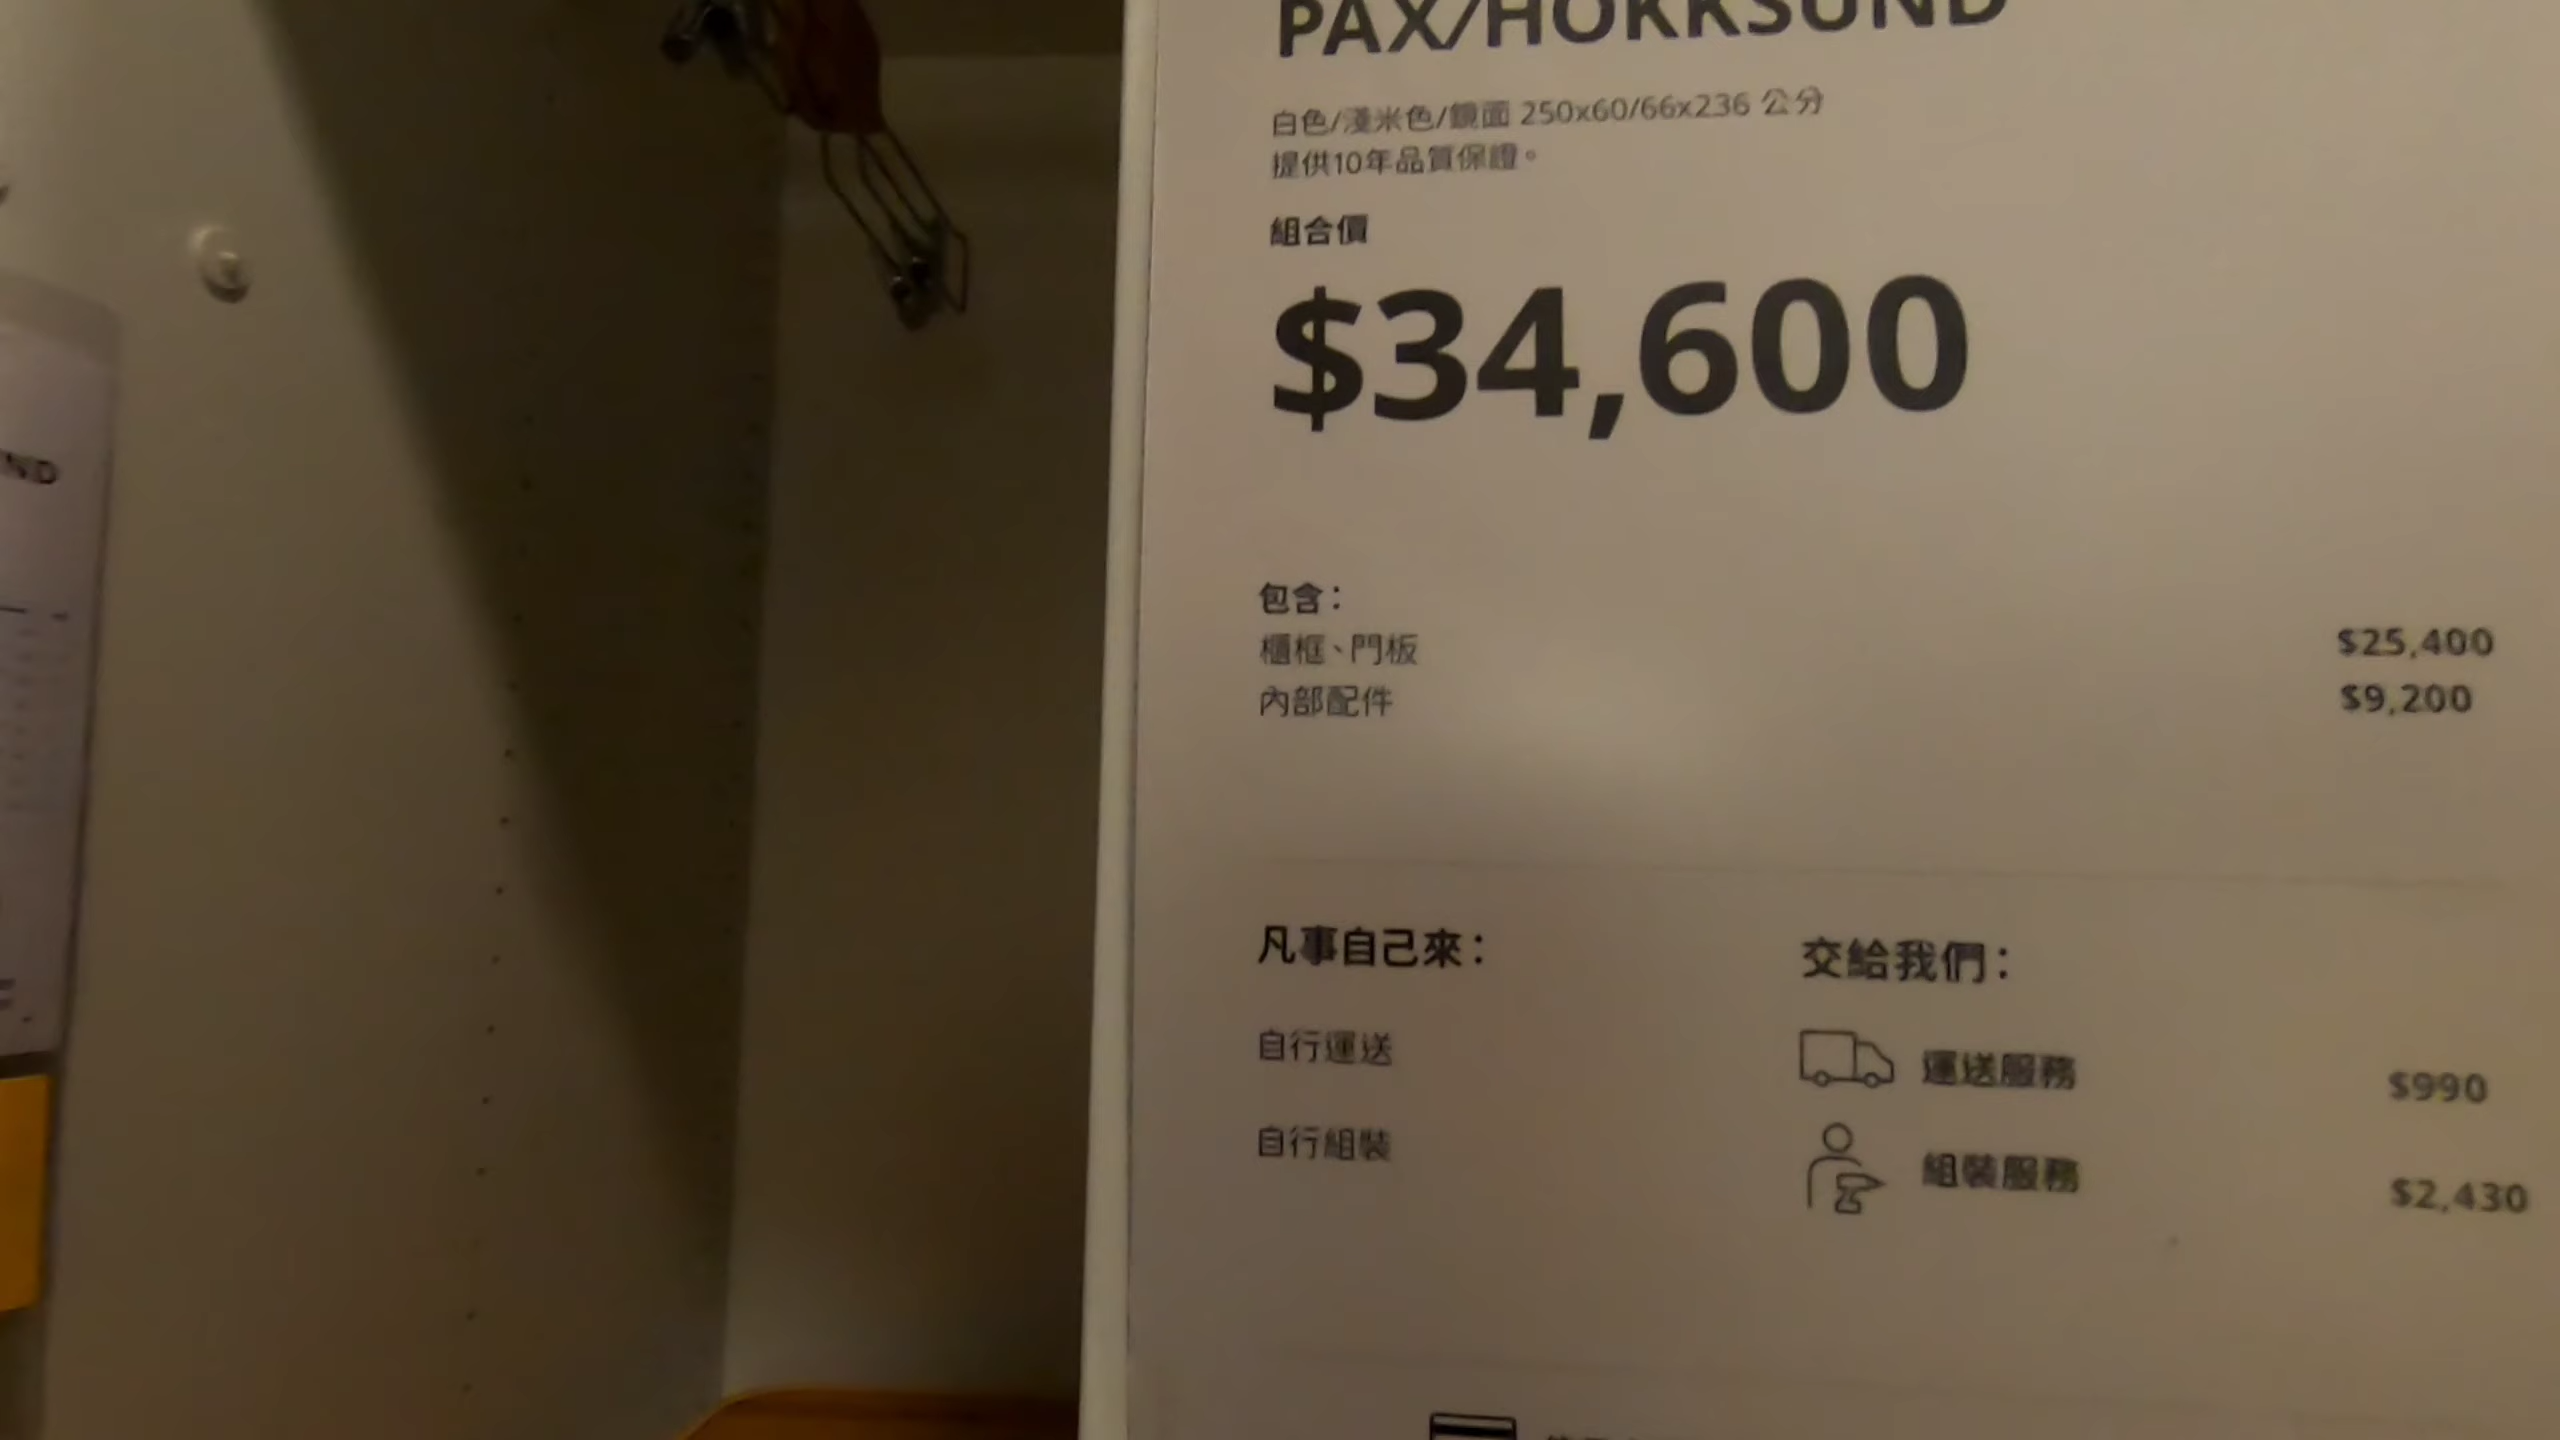 ND
PAX/HOKKSUND
白色/淺米色/鏡面 250x60/66x236 公分
提供10年品質保證。
組合價
$34,600
包含：
櫃框、門板 $25,400
內部配件 $9,200
凡事自己來：
自行運送
自行組裝
交給我們：
運送服務 $990
組裝服務 $2,430